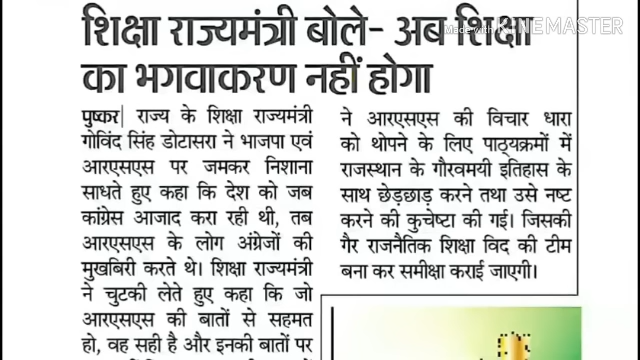 शिक्षा राज्यमंत्री बोले- अब शिक्षा
का भगवाकरण नहीं होगा
Made with KINEMASTER
पुष्कर| राज्य के शिक्षा राज्यमंत्री
गोविंद सिंह डोटासरा ने भाजपा एवं
आरएसएस पर जमकर निशाना
साधते हुए कहा कि देश को जब
कांग्रेस आजाद करा रही थी, तब
आरएसएस के लोग अंग्रेजों की
मुखबिरी करते थे। शिक्षा राज्यमंत्री
ने चुटकी लेते हुए कहा कि जो
आरएसएस की बातों से सहमत
हो, वह सही है और इनकी बातों पर
ने आरएसएस की विचार धारा
को थोपने के लिए पाठ्यक्रमों में
राजस्थान के गौरवमयी इतिहास के
साथ छेड़छाड़ करने तथा उसे नष्ट
करने की कुचेष्टा की गई। जिसकी
गैर राजनैतिक शिक्षा विद की टीम
बना कर समीक्षा कराई जाएगी।